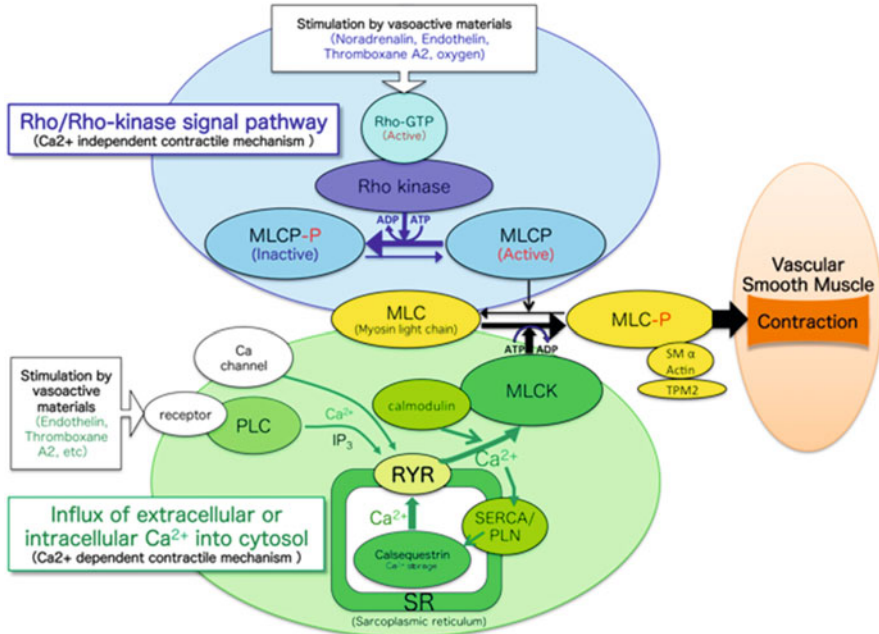 Stimulation by vasoactive materials
(Noradrenalin, Endothelin,
Thromboxane A2, oxygen)
Rho/Rho-kinase signal pathway
(Ca2+ independent contractile mechanism )
Rho-GTP
(Active)
Rho kinase
ADP
ATP
MLCP-P
(Inactive)
MLCP
(Active)
MLC
(Myosin light chain)
MLC-P
SM α
Actin
TPM2
Vascular
Smooth Muscle
Contraction
ATP
ADP
MLCK
calmodulin
Ca
channel
Stimulation by
vasoactive
materials
(Endothelin,
Thromboxane
A2, etc)
receptor
PLC
Ca²⁺
IP₃
RYR
Ca²⁺
Ca²⁺
SERCA/
PLN
Calsequestrin
Ca²⁺ storage
SR
(Sarcoplasmic reticulum)
Influx of extracellular or
intracellular Ca²⁺ into cytosol
(Ca2+ dependent contractile mechanism )